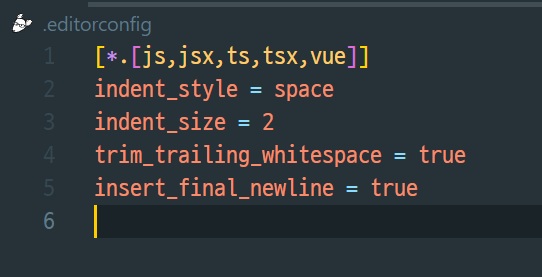 .editorconfig
1 [*.[js,jsx,ts,tsx,vue]]
2 indent_style = space
3 indent_size = 2
4 trim_trailing_whitespace = true
5 insert_final_newline = true
6